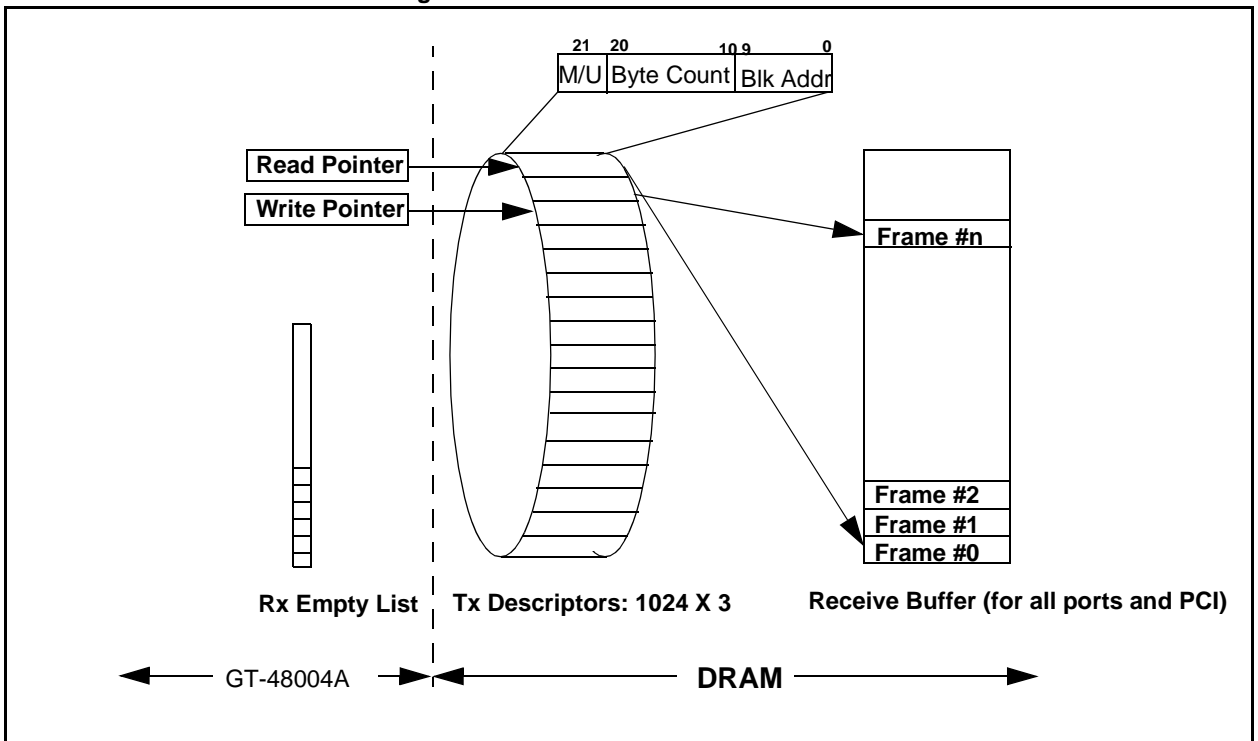 21 20 10 9 0
M/U Byte Count Blk Addr
Read Pointer
Write Pointer
Frame #n
Frame #2
Frame #1
Frame #0
Rx Empty List Tx Descriptors: 1024 X 3 Receive Buffer (for all ports and PCI)
GT-48004A DRAM